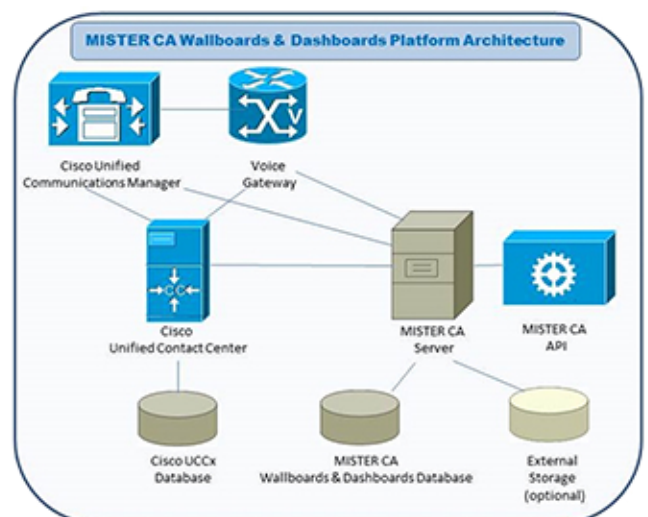 MISTER CA Wallboards & Dashboards Platform Architecture
V
Cisco Unified
Communications Manager
Voice
Gateway
CC
Cisco
Unified Contact Center
MISTER CA
Server
MISTER CA
API
Cisco UCCx
Database
MISTER CA
Wallboards & Dashboards Database
External
Storage
(optional)